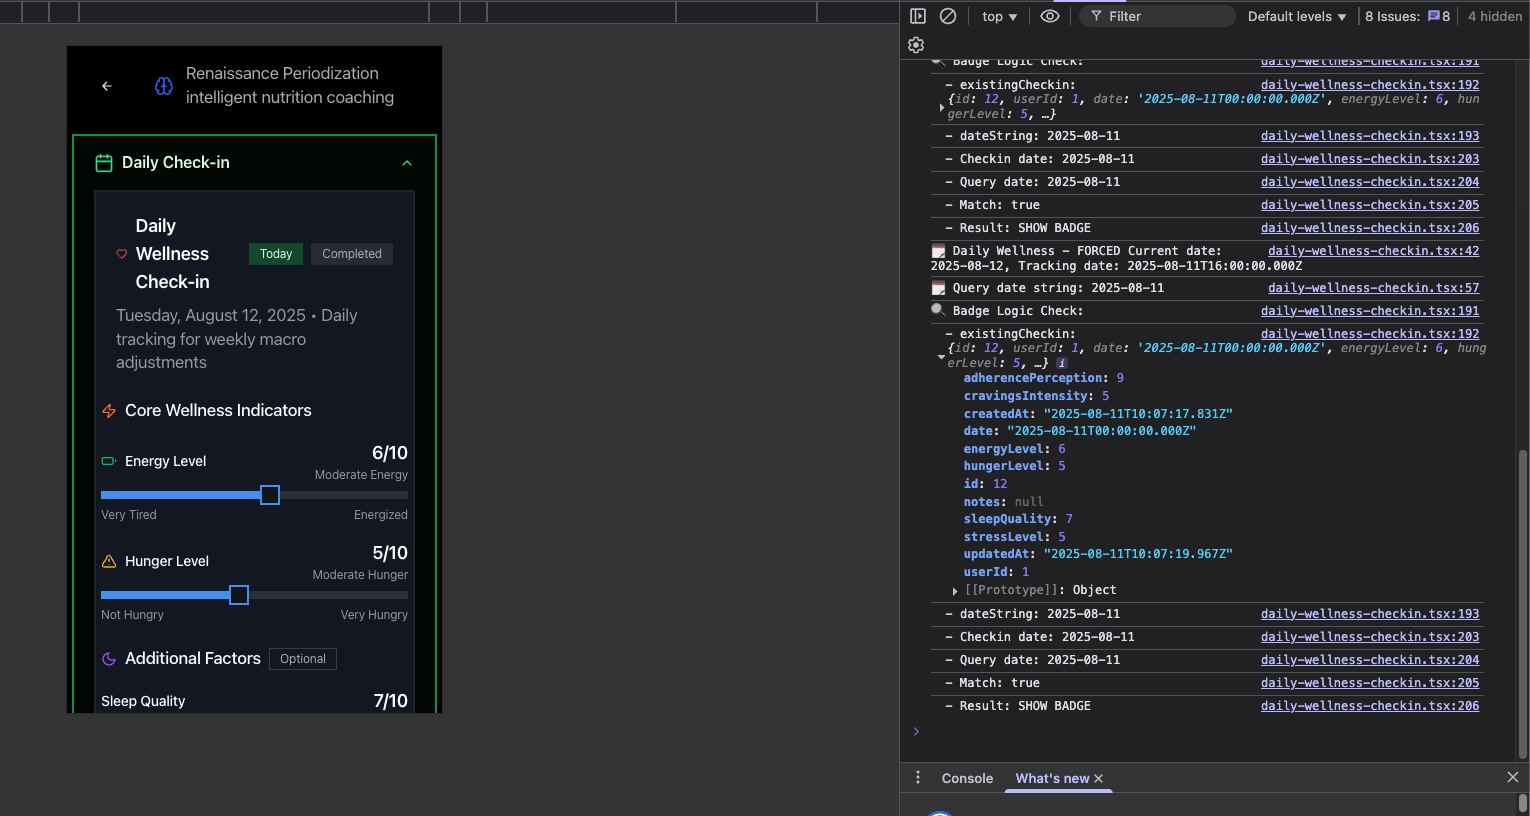 Renaissance Periodization
intelligent nutrition coaching
Daily Check-in
Daily
Wellness
Check-in
Today
Completed
Tuesday, August 12, 2025 • Daily
tracking for weekly macro
adjustments
Core Wellness Indicators
Energy Level
6/10
Moderate Energy
Very Tired
Energized
Hunger Level
5/10
Moderate Hunger
Not Hungry
Very Hungry
Additional Factors
Optional
Sleep Quality
7/10
top
Filter
Default levels
8 Issues:
8
4 hidden
Badge Logic Check: daily-wellness-checkin.tsx:191
- existingCheckin: daily-wellness-checkin.tsx:192
{id: 12, userId: 1, date: '2025-08-11T00:00:00.000Z', energyLevel: 6, hun
gerLevel: 5, …}
- dateString: 2025-08-11 daily-wellness-checkin.tsx:193
- Checkin date: 2025-08-11 daily-wellness-checkin.tsx:203
- Query date: 2025-08-11 daily-wellness-checkin.tsx:204
- Match: true daily-wellness-checkin.tsx:205
- Result: SHOW BADGE daily-wellness-checkin.tsx:206
Daily Wellness - FORCED Current date: daily-wellness-checkin.tsx:42
2025-08-12, Tracking date: 2025-08-11T16:00:00.000Z
Query date string: 2025-08-11 daily-wellness-checkin.tsx:57
Badge Logic Check: daily-wellness-checkin.tsx:191
- existingCheckin: daily-wellness-checkin.tsx:192
{id: 12, userId: 1, date: '2025-08-11T00:00:00.000Z', energyLevel: 6, hung
erLevel: 5, …} i
adherencePerception: 9
cravingsIntensity: 5
createdAt: "2025-08-11T10:07:17.831Z"
date: "2025-08-11T00:00:00.000Z"
energyLevel: 6
hungerLevel: 5
id: 12
notes: null
sleepQuality: 7
stressLevel: 5
updatedAt: "2025-08-11T10:07:19.967Z"
userId: 1
[[Prototype]]: Object
- dateString: 2025-08-11 daily-wellness-checkin.tsx:193
- Checkin date: 2025-08-11 daily-wellness-checkin.tsx:203
- Query date: 2025-08-11 daily-wellness-checkin.tsx:204
- Match: true daily-wellness-checkin.tsx:205
- Result: SHOW BADGE daily-wellness-checkin.tsx:206
Console
What's new